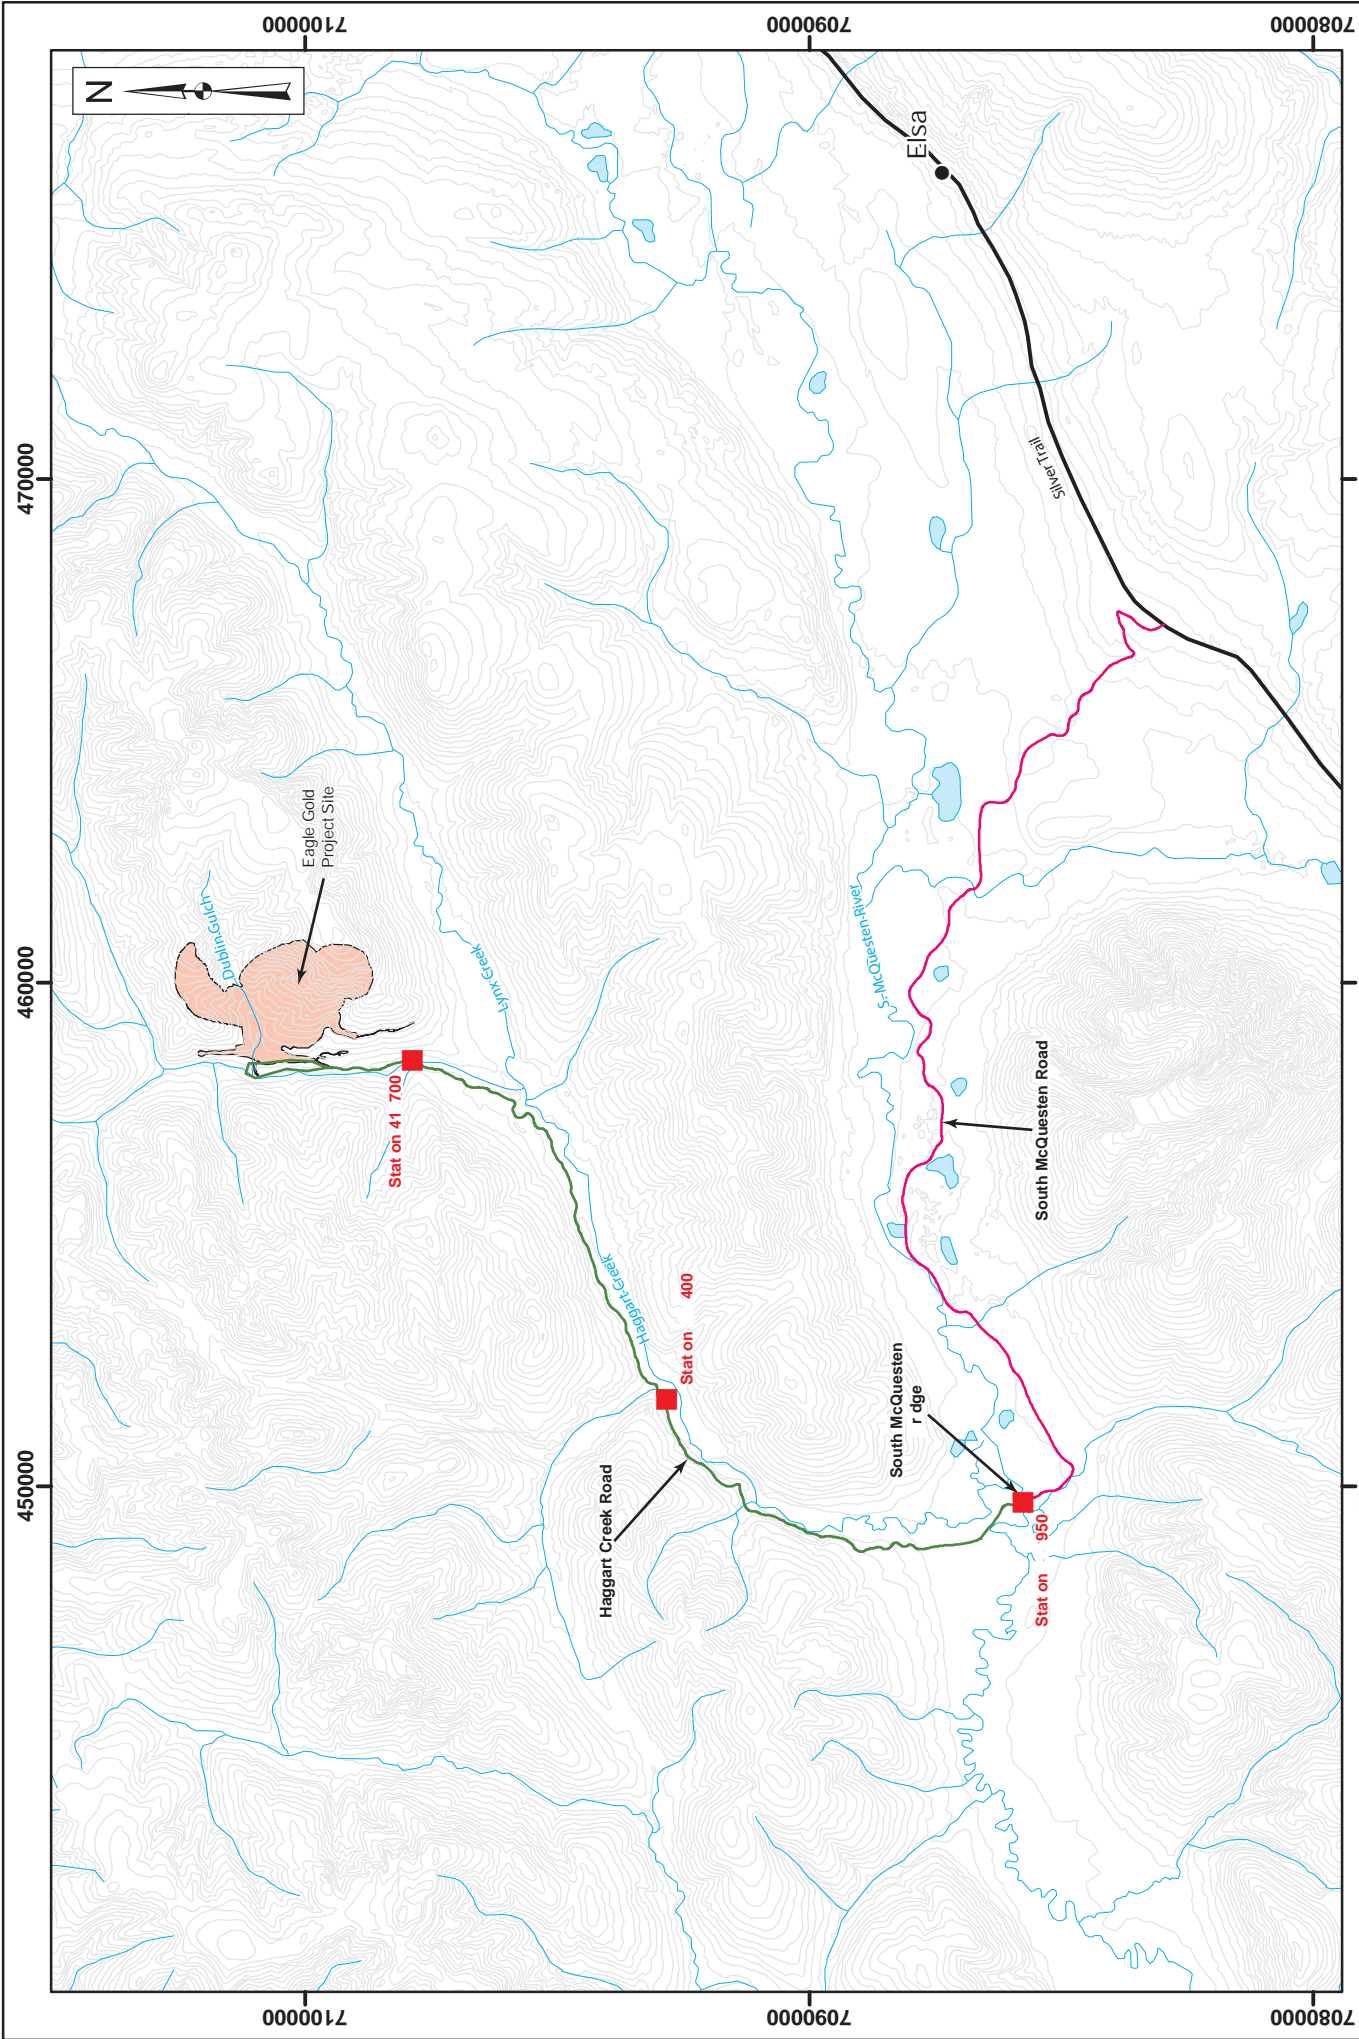 450000
460000
470000
N
7100000
7100000
Dublin Gulch
Eagle Gold
Project Site
Stat on 41 700
Lynx Creek
Haggart Creek Road
Haggart Creek
Stat on 400
7090000
7090000
S. McQuesten River
South McQuesten
r dge
Elsa
Stat on 950
South McQuesten Road
Silver Trail
7080000
7080000